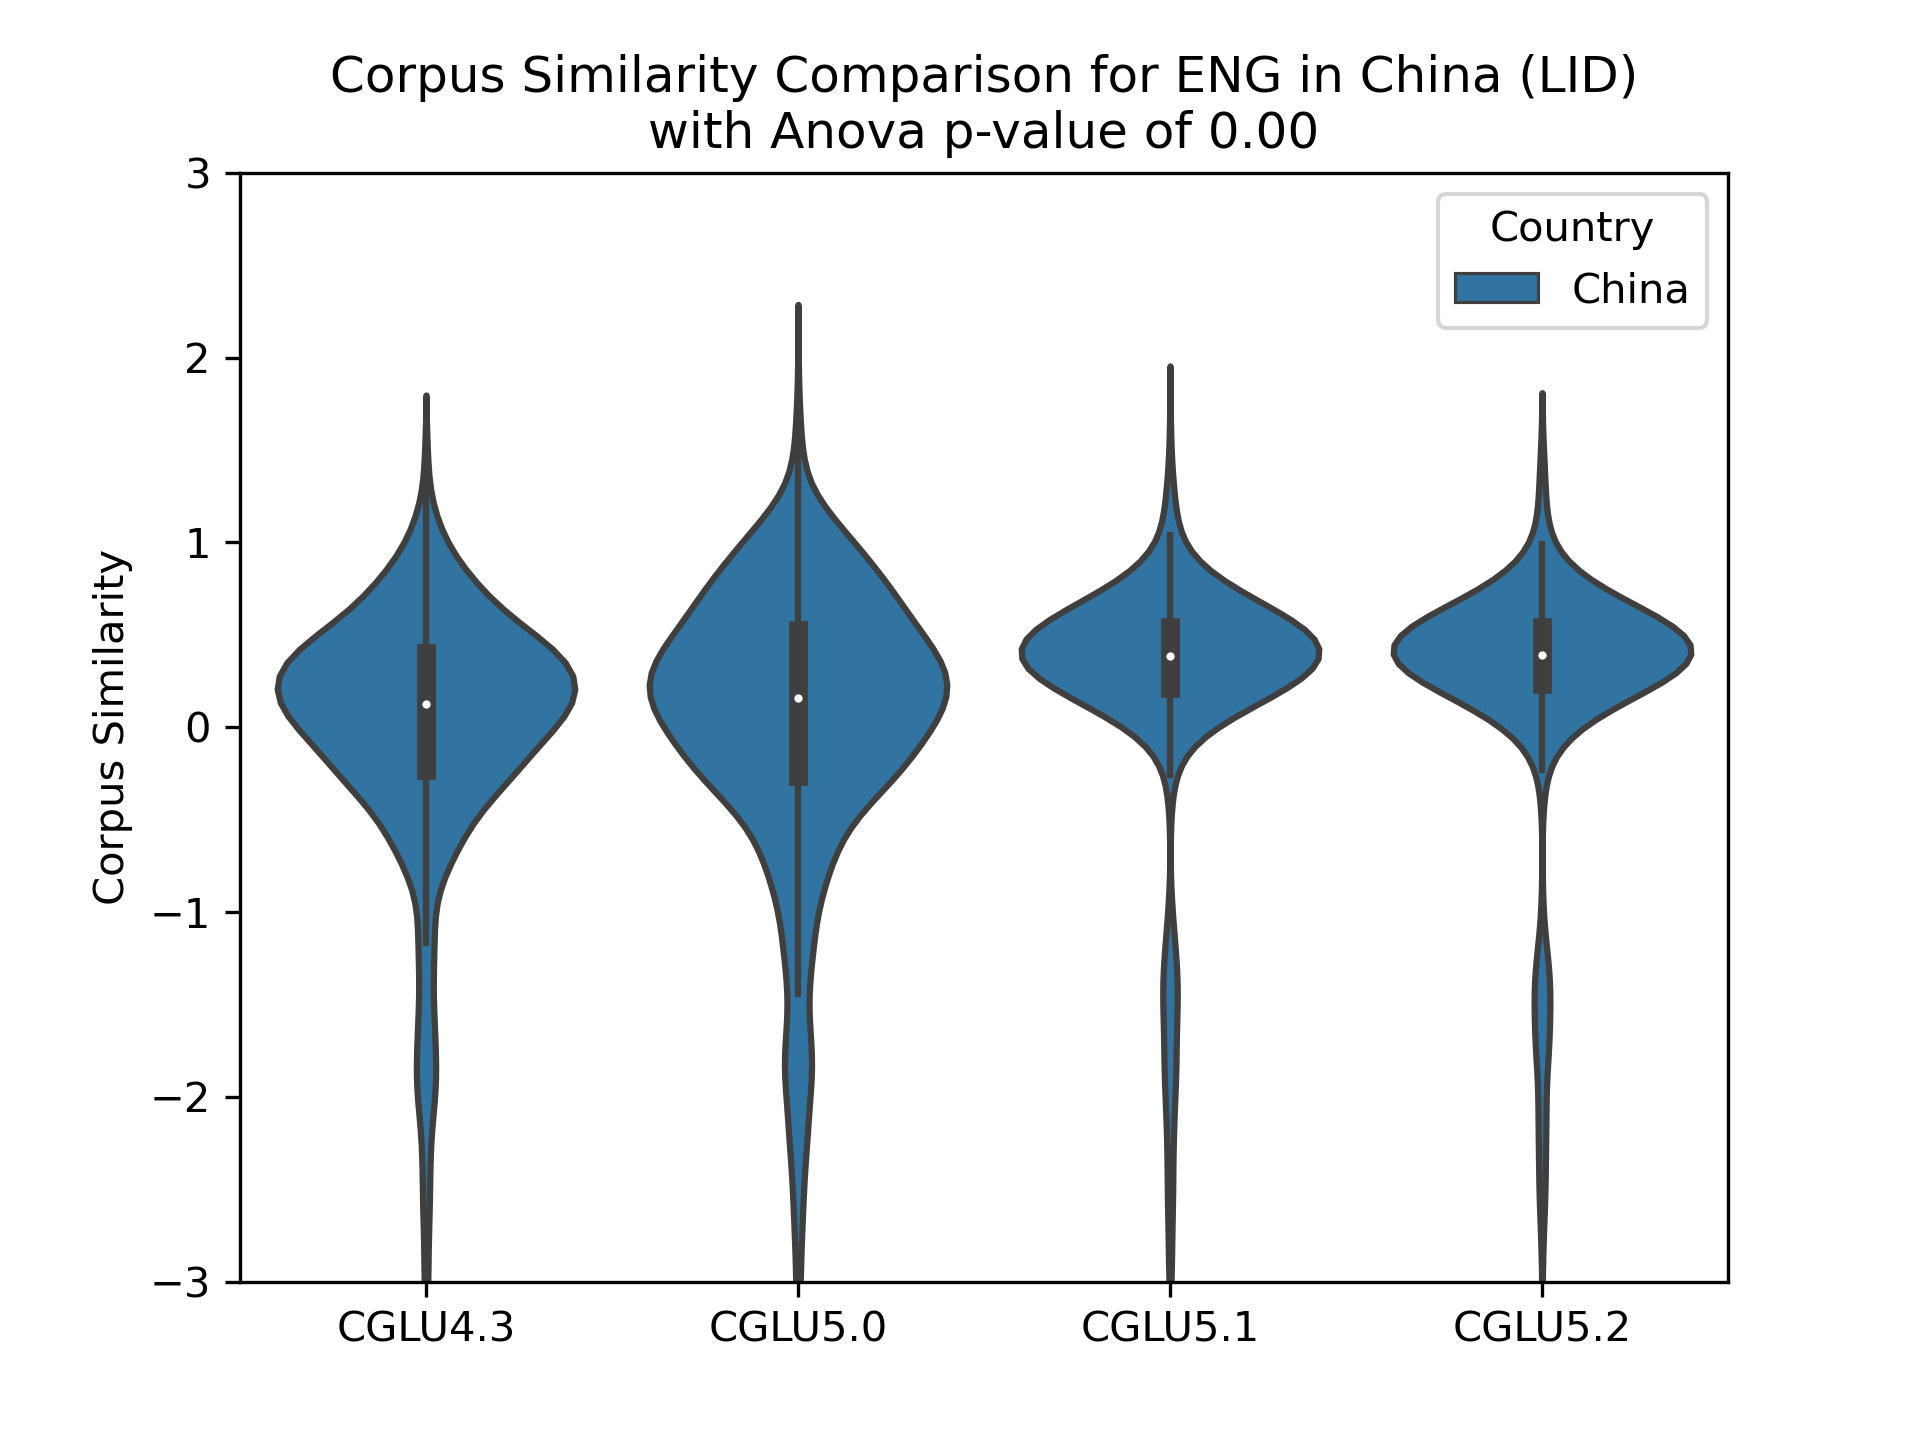 Corpus Similarity Comparison for ENG in China (LID)
with Anova p-value of 0.00
Country
China
Corpus Similarity
3
2
1
0
−1
−2
−3
CGLU4.3
CGLU5.0
CGLU5.1
CGLU5.2